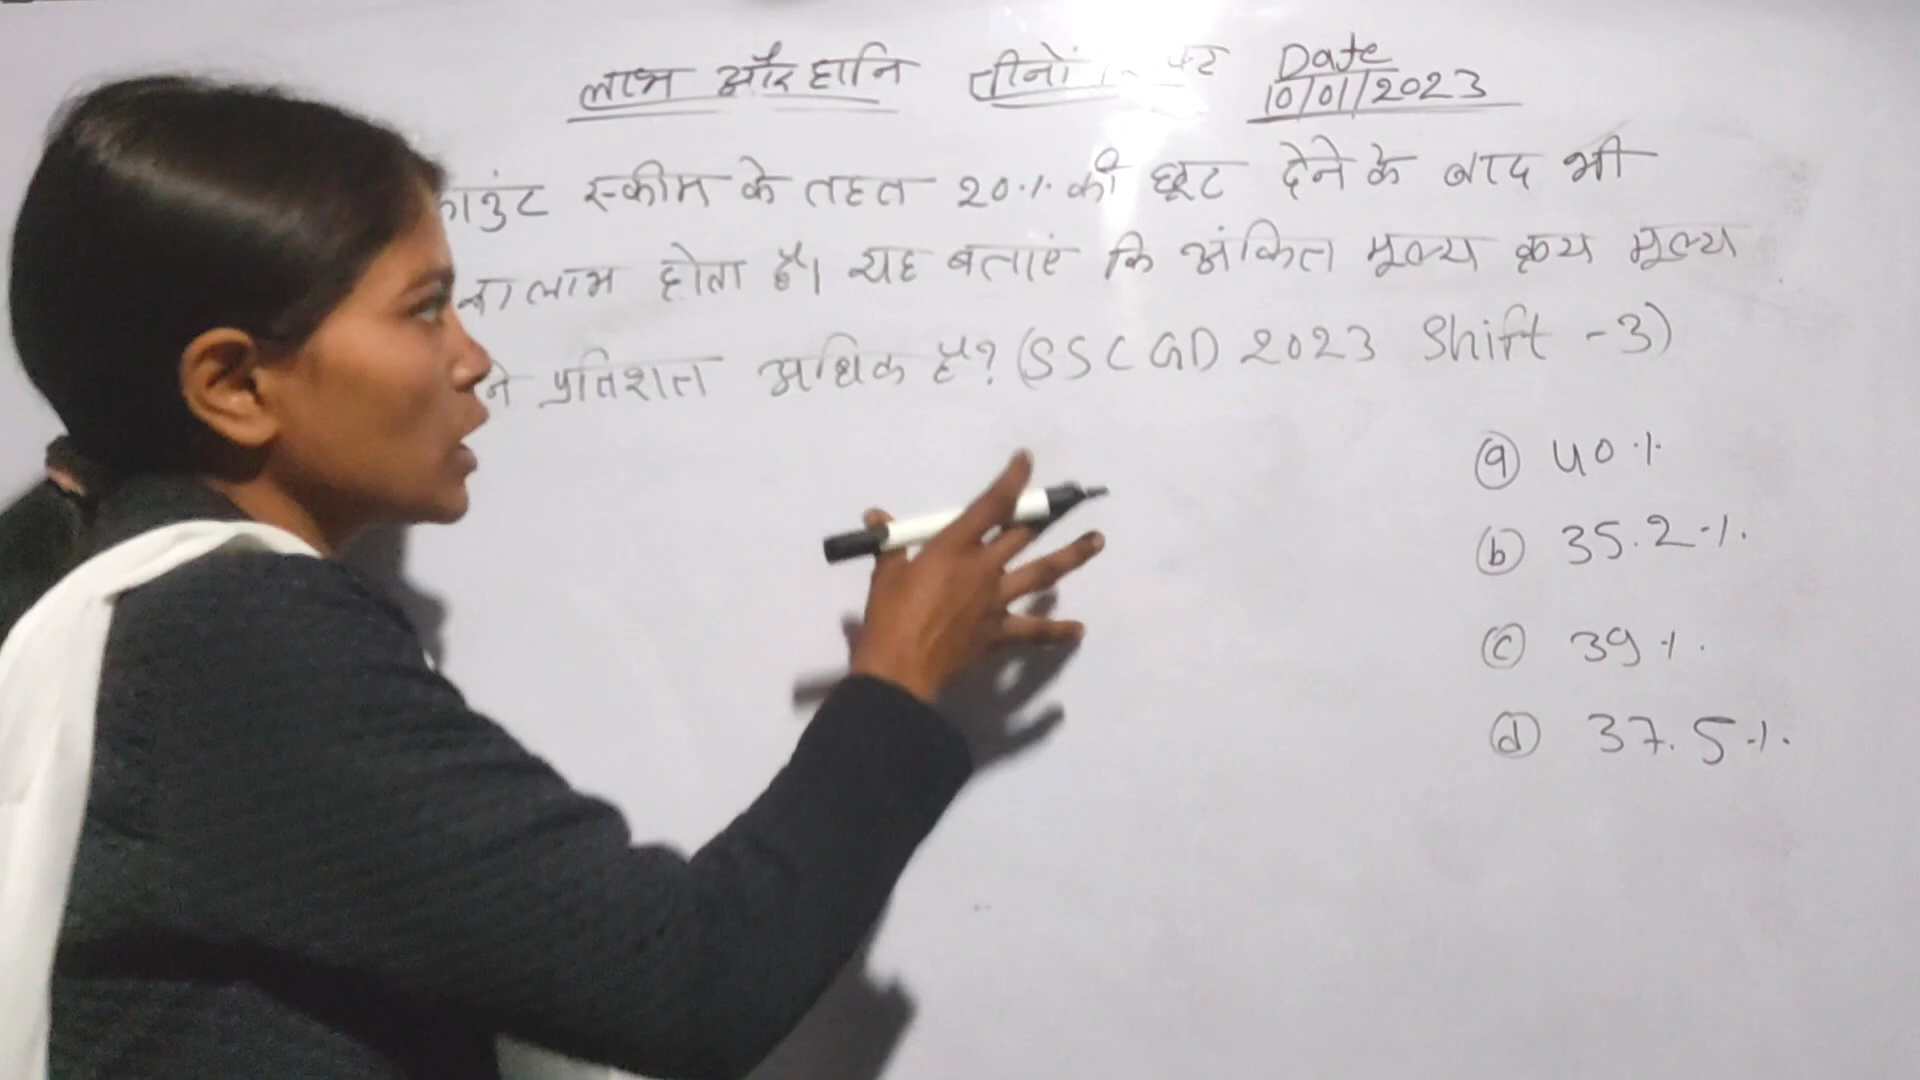 लाभ और हानि तीनों Date
10/01/2023
स्कीम के तहत 20% की छूट देने के बाद भी
लाभ होता है। यह बताएं कि अंकित मूल्य क्रय मूल्य
प्रतिशत अधिक है? (SSC GD 2023 Shift -3)
(a) 40%
(b) 35.2%.
(c) 39%.
(d) 37.5%.